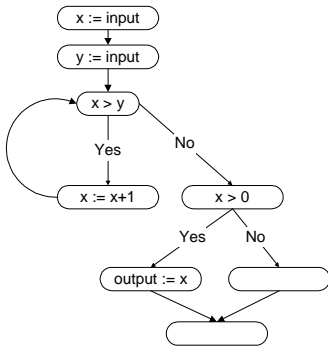 x := input
y := input
x > y
Yes
No
x := x+1
x > 0
Yes
No
output := x